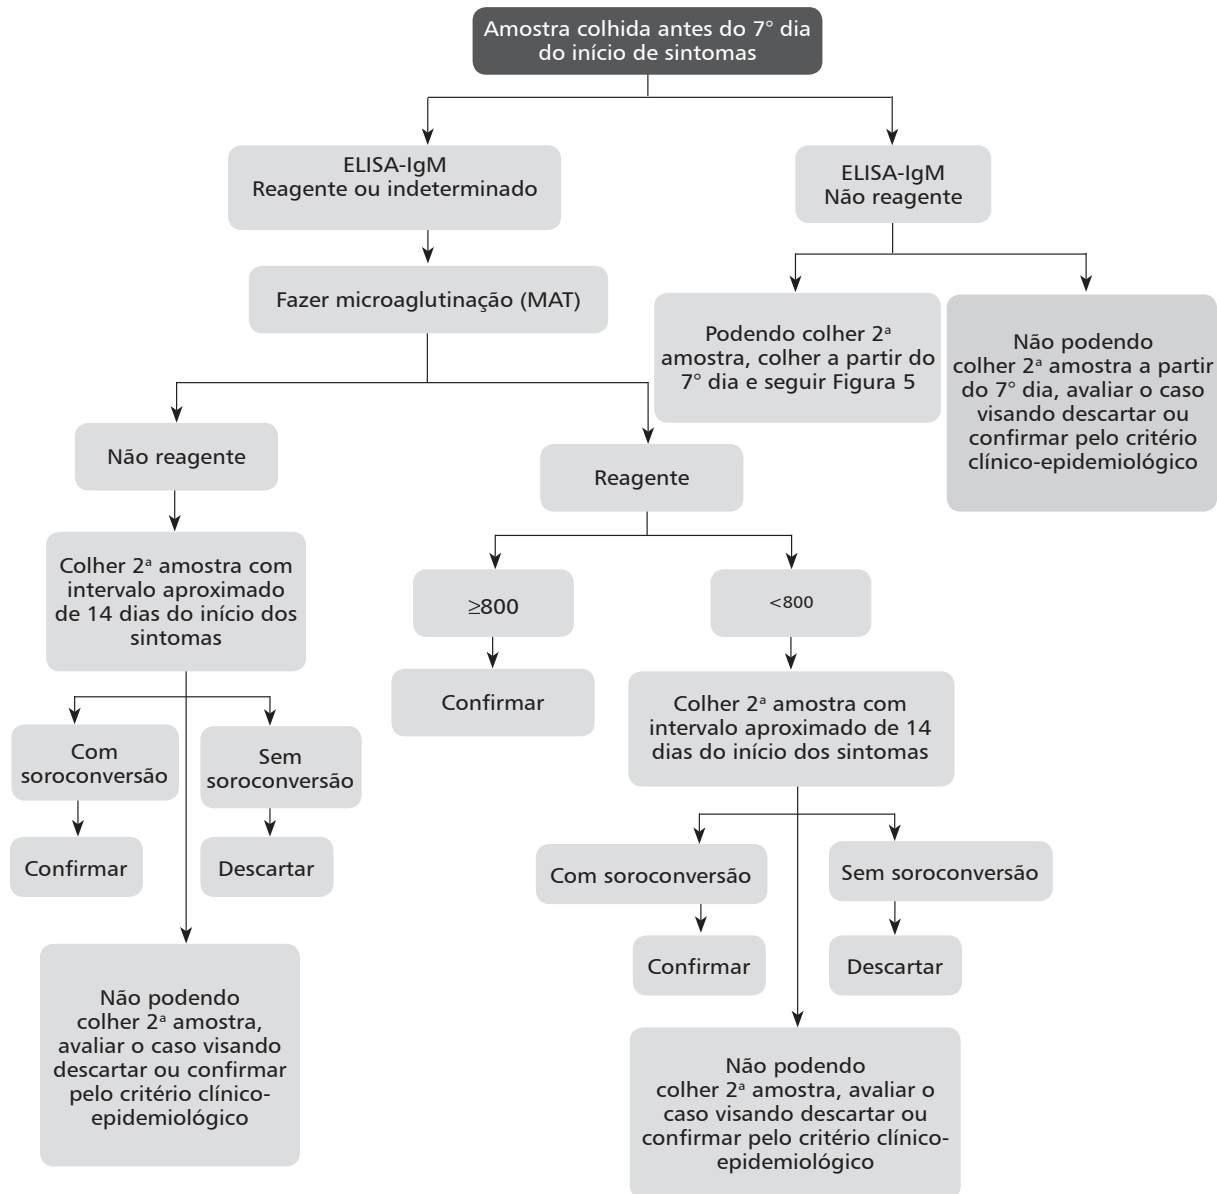 Amostra colhida antes do 7° dia
do início de sintomas
ELISA-IgM
Reagente ou indeterminado
ELISA-IgM
Não reagente
Fazer microaglutinação (MAT)
Podendo colher 2ª
amostra, colher a partir do
7° dia e seguir Figura 5
Não podendo
colher 2ª amostra a partir
do 7° dia, avaliar o caso
visando descartar ou
confirmar pelo critério
clínico-epidemiológico
Não reagente
Reagente
Colher 2ª amostra com
intervalo aproximado
de 14 dias do início dos
sintomas
≥800
<800
Confirmar
Colher 2ª amostra com
intervalo aproximado de 14
dias do início dos sintomas
Com
soroconversão
Sem
soroconversão
Confirmar
Descartar
Com soroconversão
Sem soroconversão
Confirmar
Descartar
Não podendo
colher 2ª amostra,
avaliar o caso visando
descartar ou confirmar
pelo critério clínico-
epidemiológico
Não podendo
colher 2ª amostra, avaliar o
caso visando descartar ou
confirmar pelo critério clínico-
epidemiológico